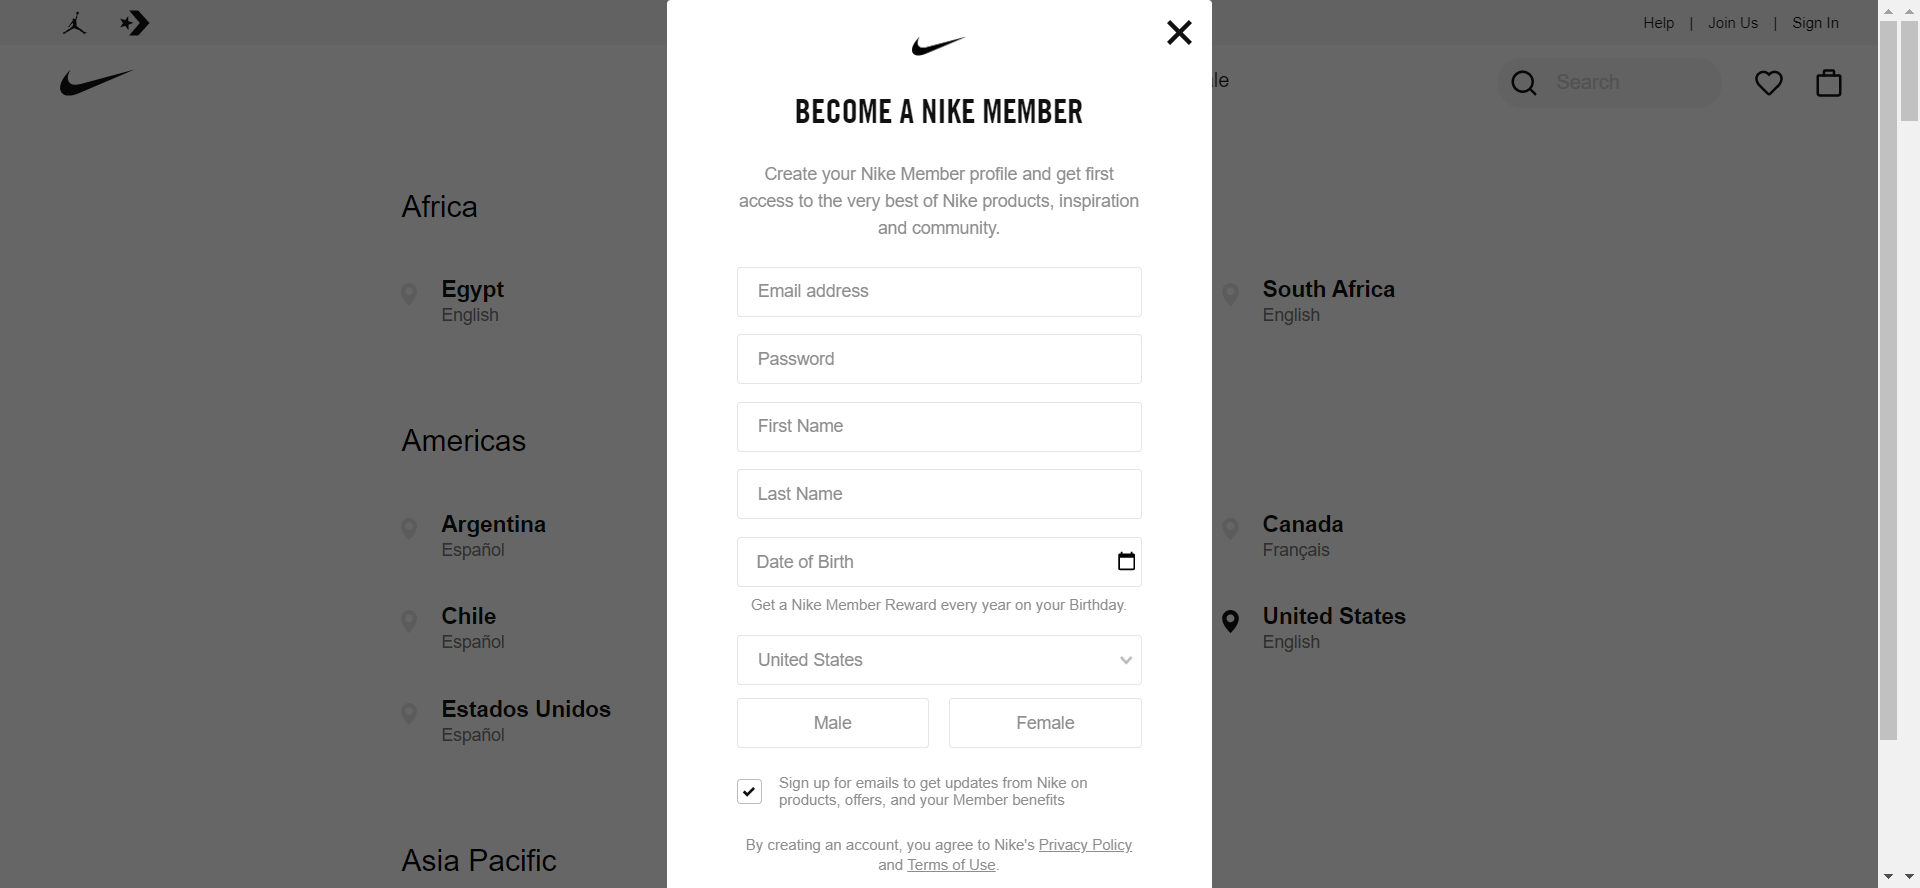 Help | Join Us | Sign In
Search
BECOME A NIKE MEMBER
Create your Nike Member profile and get first
access to the very best of Nike products, inspiration
and community.
Email address
Password
First Name
Last Name
Date of Birth
Get a Nike Member Reward every year on your Birthday.
United States
Male
Female
Sign up for emails to get updates from Nike on
products, offers, and your Member benefits
By creating an account, you agree to Nike's Privacy Policy
and Terms of Use.
Africa
Egypt
English
South Africa
English
Americas
Argentina
Español
Canada
Français
Chile
Español
United States
English
Estados Unidos
Español
Asia Pacific